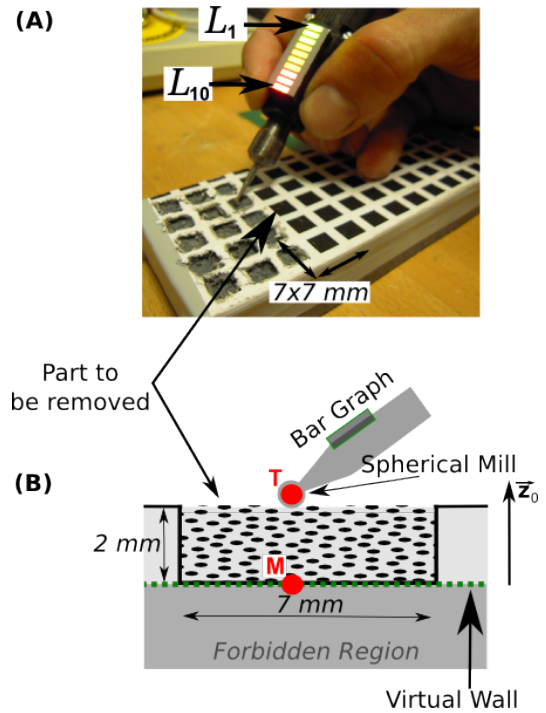 (A)
L1
L10
7x7 mm
Part to
be removed
Bar Graph
Spherical Mill
(B)
T
z0
2 mm
M
7 mm
Forbidden Region
Virtual Wall